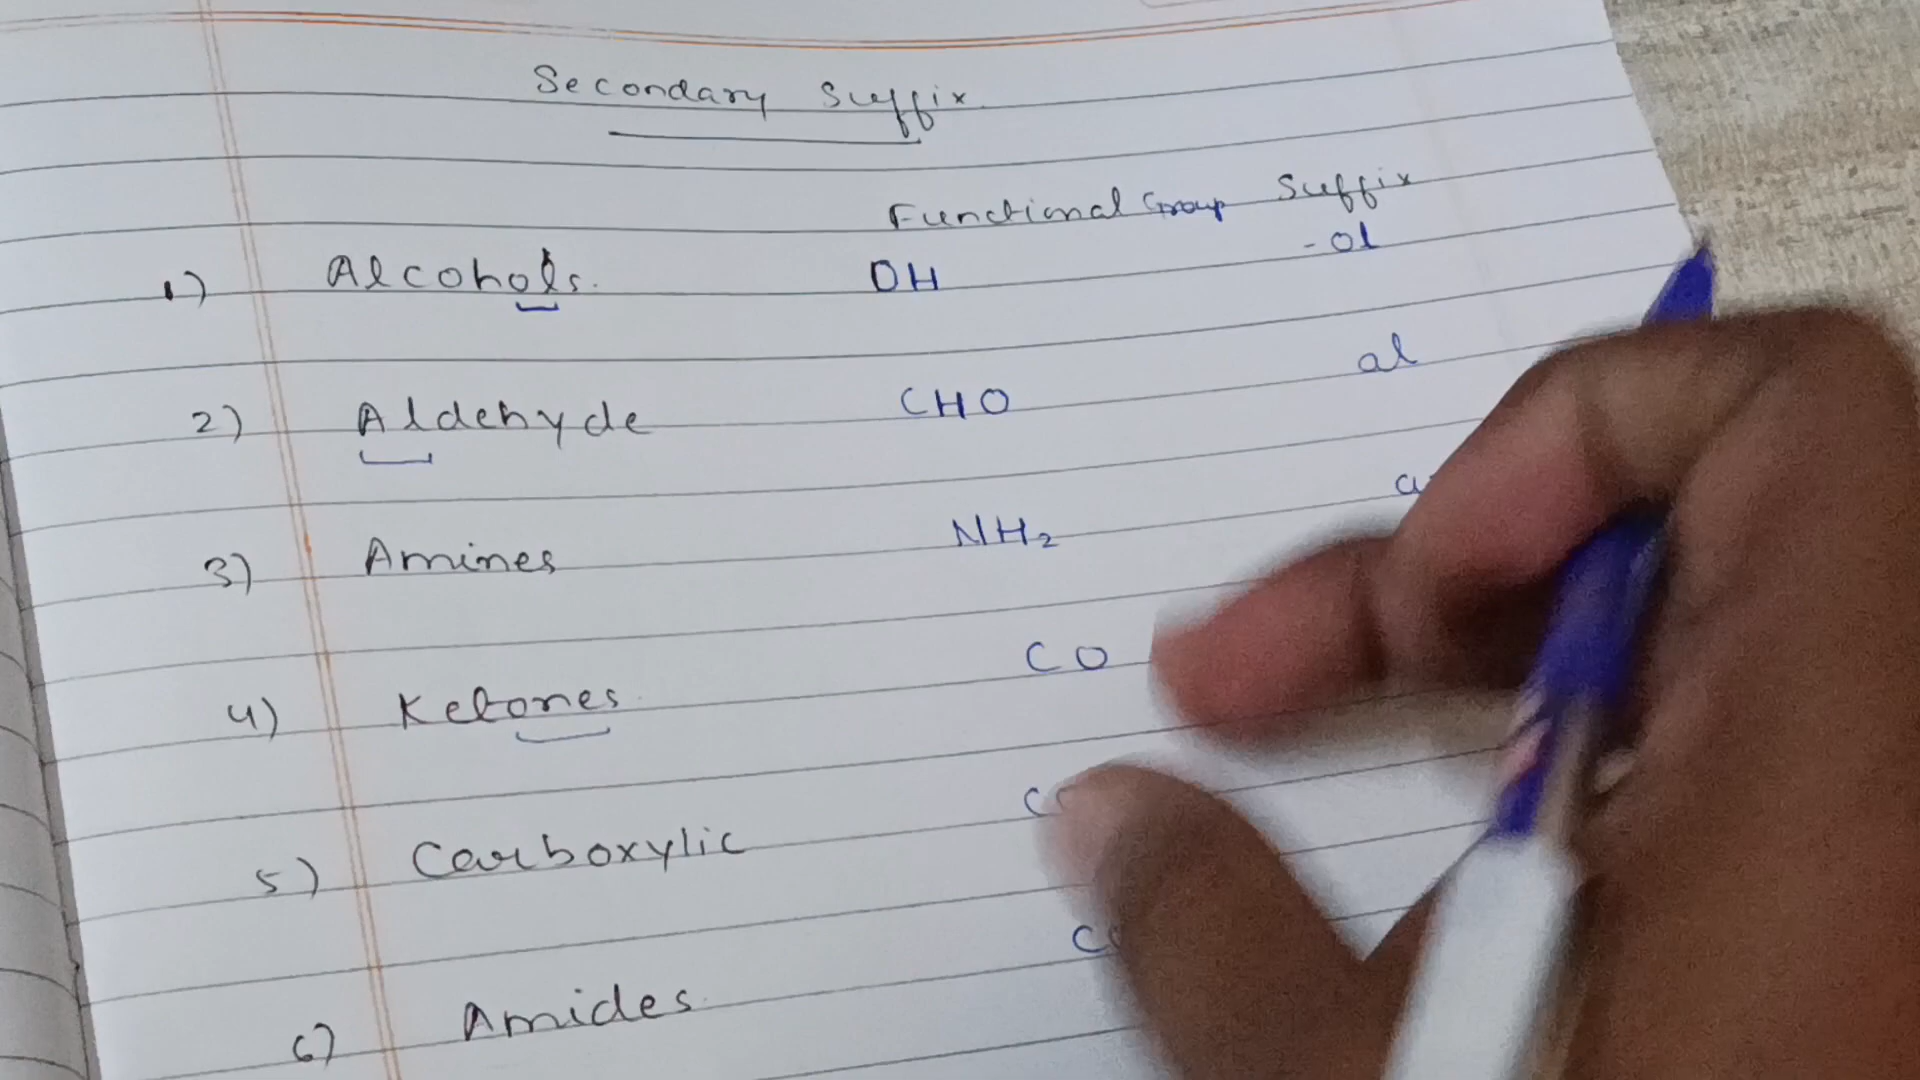 Secondary Suffix
Functional Group Suffix
1) Alcohols. OH -ol
2) Aldehyde CHO al
3) Amines NH₂
4) Ketones CO
5) Carboxylic
6) Amides